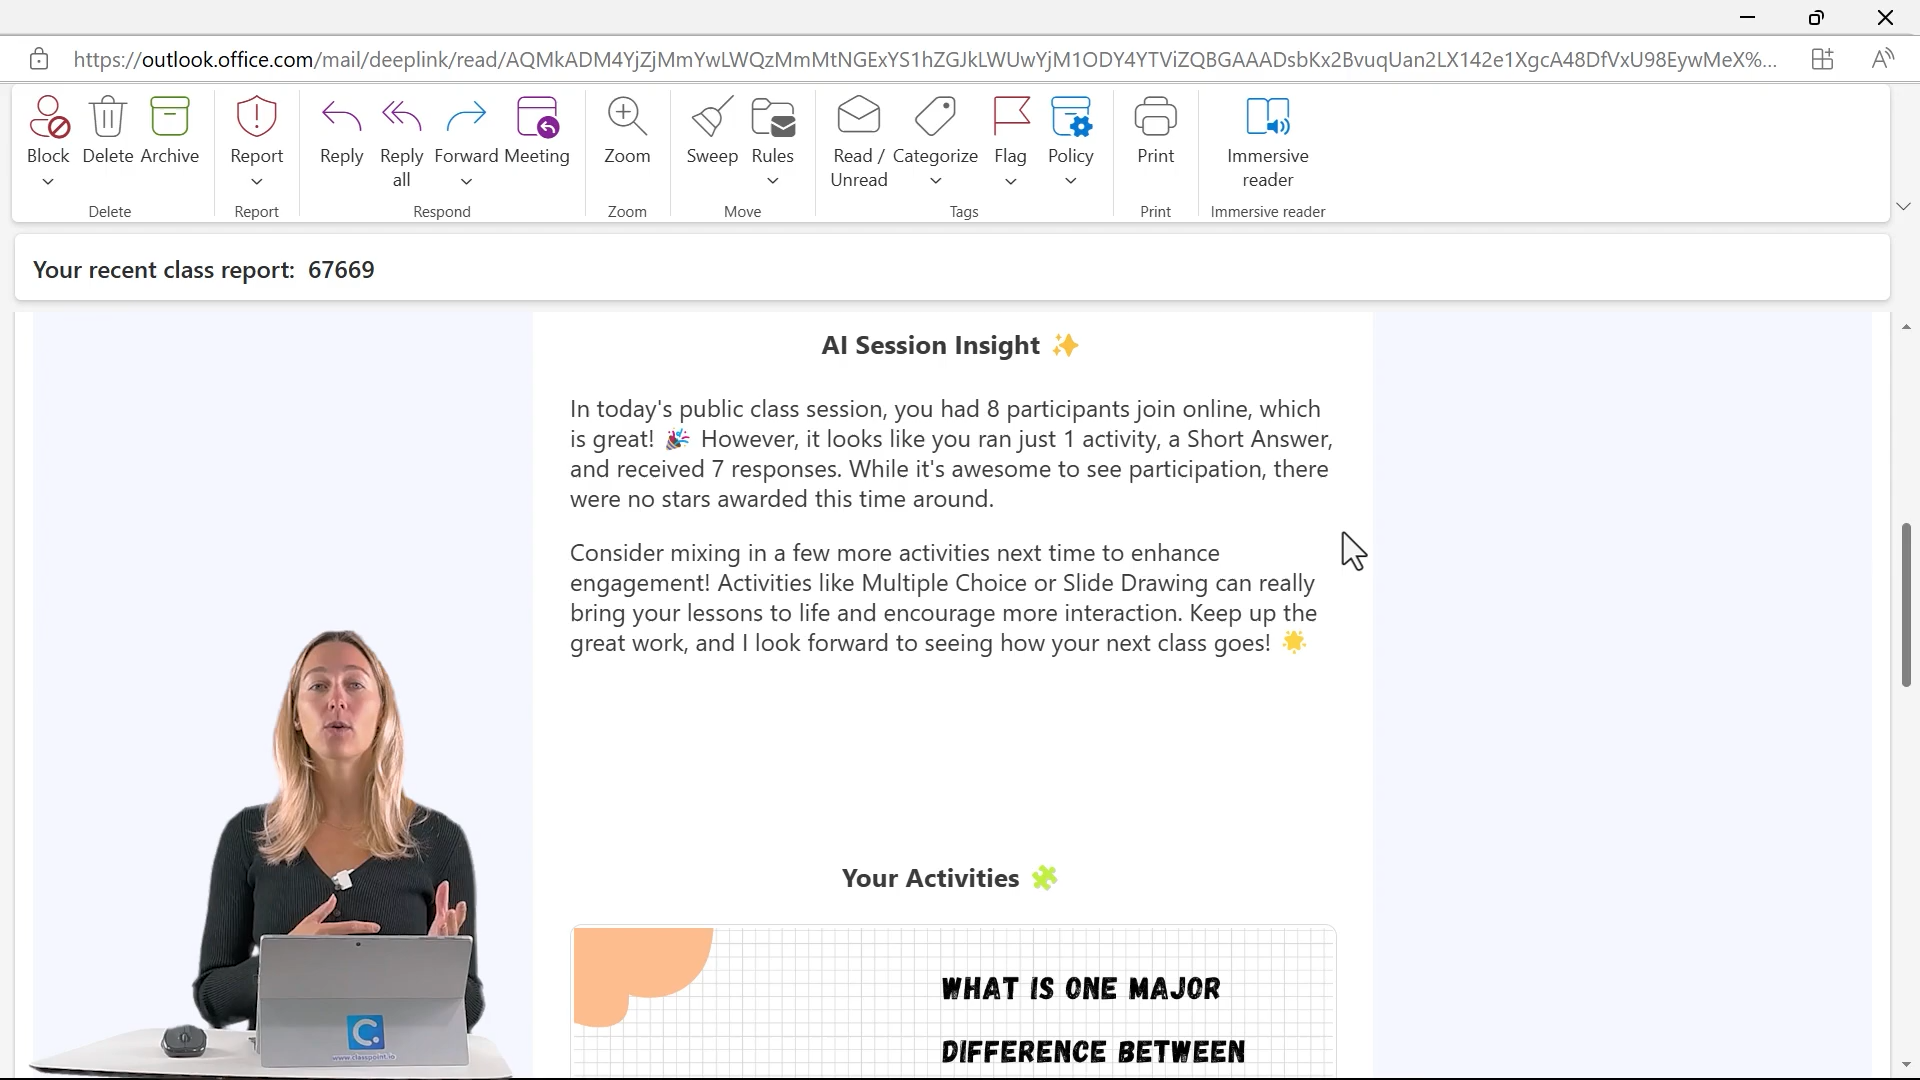 https://outlook.office.com/mail/deeplink/read/AQMkADM4YjZjMmYwLWQzMmMtNGExYS1hZGJkLWUwYjM1ODY4YTViZQBGAAADsbKx2BvuqUan2LX142e1XgcA48DfVxU98EywMeX%...
Block
Delete
Archive
Report
Reply
Reply all
Forward
Meeting
Zoom
Sweep
Rules
Read / Unread
Categorize
Flag
Policy
Print
Immersive reader
Delete
Report
Respond
Zoom
Move
Tags
Print
Immersive reader
Your recent class report: 67669
AI Session Insight ✨
In today's public class session, you had 8 participants join online, which
is great! 🎉 However, it looks like you ran just 1 activity, a Short Answer,
and received 7 responses. While it's awesome to see participation, there
were no stars awarded this time around.
Consider mixing in a few more activities next time to enhance
engagement! Activities like Multiple Choice or Slide Drawing can really
bring your lessons to life and encourage more interaction. Keep up the
great work, and I look forward to seeing how your next class goes! 🌟
Your Activities 🧩
WHAT IS ONE MAJOR
DIFFERENCE BETWEEN
C.
www.classpoint.io